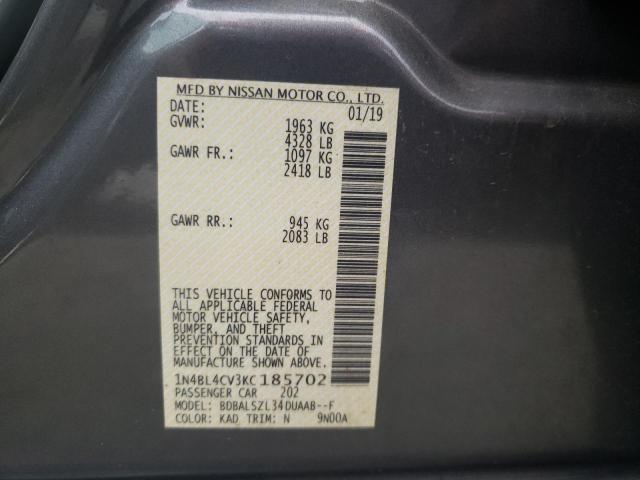 MFD BY NISSAN MOTOR CO., LTD.
DATE: 01/19
GVWR: 1963 KG
4328 LB
GAWR FR.: 1097 KG
2418 LB
GAWR RR.: 945 KG
2083 LB
THIS VEHICLE CONFORMS TO
ALL APPLICABLE FEDERAL
MOTOR VEHICLE SAFETY,
BUMPER, AND THEFT
PREVENTION STANDARDS IN
EFFECT ON THE DATE OF
MANUFACTURE SHOWN ABOVE.
1N4BL4CV3KC185702
PASSENGER CAR 202
MODEL: BDBALSZL34DUAAB--F
COLOR: KAD TRIM: N 9N00A